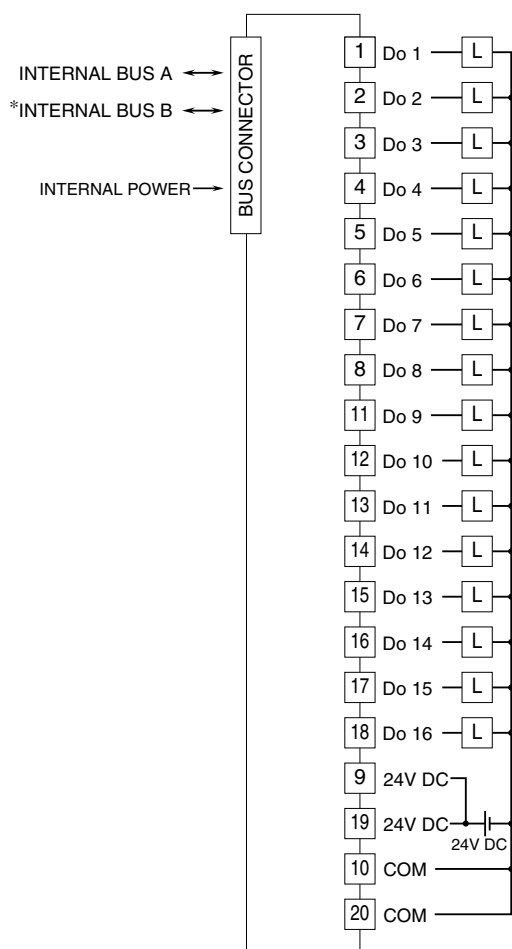 INTERNAL BUS A
*INTERNAL BUS B
INTERNAL POWER
BUS CONNECTOR
1 Do 1 L
2 Do 2 L
3 Do 3 L
4 Do 4 L
5 Do 5 L
6 Do 6 L
7 Do 7 L
8 Do 8 L
11 Do 9 L
12 Do 10 L
13 Do 11 L
14 Do 12 L
15 Do 13 L
16 Do 14 L
17 Do 15 L
18 Do 16 L
9 24V DC
19 24V DC
24V DC
10 COM
20 COM